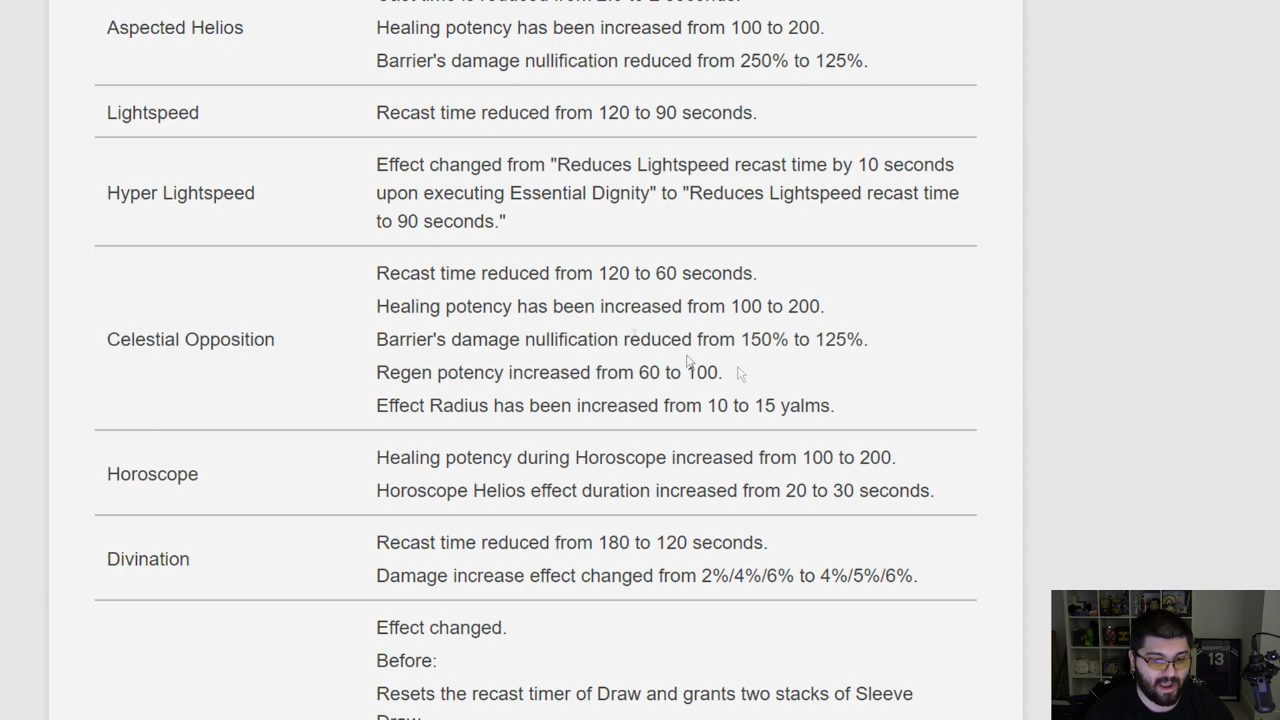 Aspected Helios
Healing potency has been increased from 100 to 200.
Barrier's damage nullification reduced from 250% to 125%.
Lightspeed
Recast time reduced from 120 to 90 seconds.
Hyper Lightspeed
Effect changed from "Reduces Lightspeed recast time by 10 seconds
upon executing Essential Dignity" to "Reduces Lightspeed recast time
to 90 seconds."
Celestial Opposition
Recast time reduced from 120 to 60 seconds.
Healing potency has been increased from 100 to 200.
Barrier's damage nullification reduced from 150% to 125%.
Regen potency increased from 60 to 100.
Effect Radius has been increased from 10 to 15 yalms.
Horoscope
Healing potency during Horoscope increased from 100 to 200.
Horoscope Helios effect duration increased from 20 to 30 seconds.
Divination
Recast time reduced from 180 to 120 seconds.
Damage increase effect changed from 2%/4%/6% to 4%/5%/6%.
Effect changed.
Before:
Resets the recast timer of Draw and grants two stacks of Sleeve
13